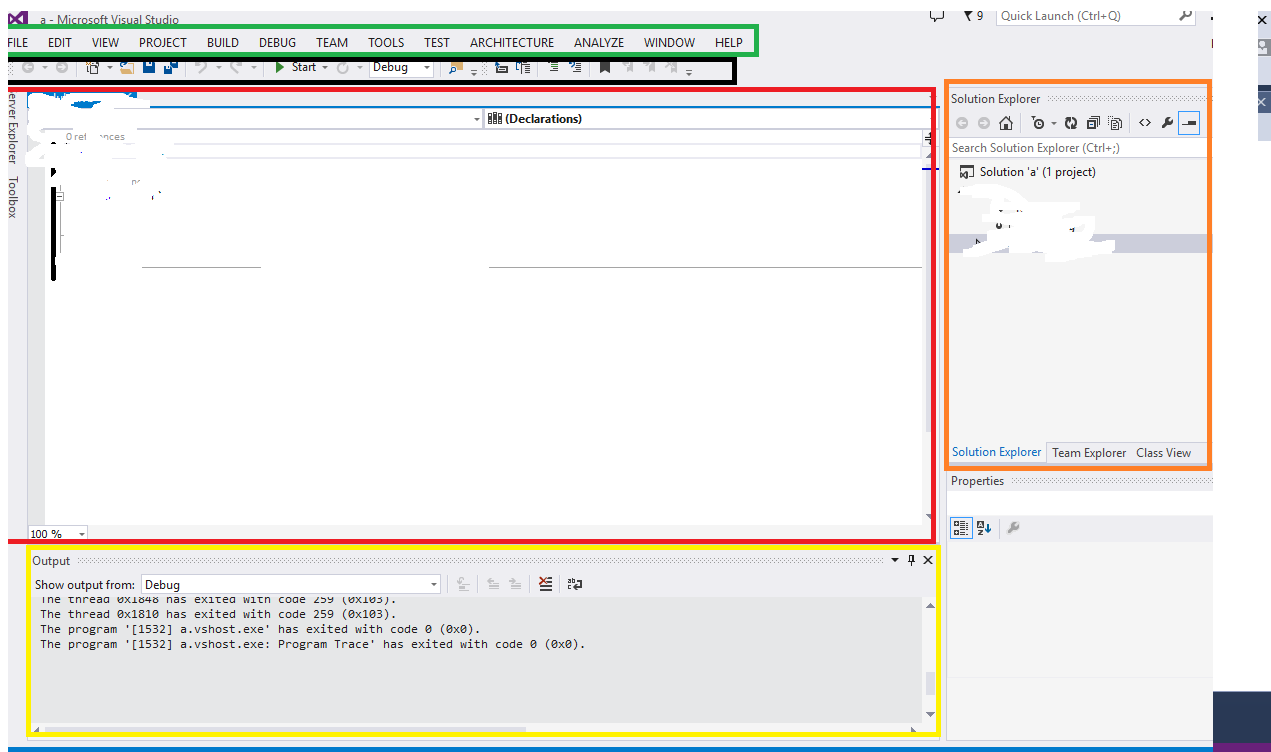 a - Microsoft Visual Studio
9
Quick Launch (Ctrl+Q)
FILE EDIT VIEW PROJECT BUILD DEBUG TEAM TOOLS TEST ARCHITECTURE ANALYZE WINDOW HELP
Start Debug
Server Explorer
Toolbox
(Declarations)
0 references
100 %
Solution Explorer
Search Solution Explorer (Ctrl+;)
Solution 'a' (1 project)
Solution Explorer Team Explorer Class View
Properties
Output
Show output from: Debug
The thread 0x1848 has exited with code 259 (0x103).
The thread 0x1810 has exited with code 259 (0x103).
The program '[1532] a.vshost.exe' has exited with code 0 (0x0).
The program '[1532] a.vshost.exe: Program Trace' has exited with code 0 (0x0).